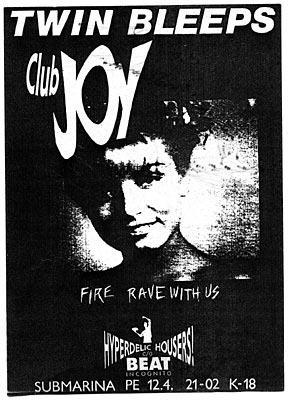 TWIN BLEEPS
Club
JOY
FIRE RAVE WITH US
HYPERDELIC HOUSERS!
C/O
BEAT
INCOGNITO
SUBMARINA PE 12.4. 21-02 K-18